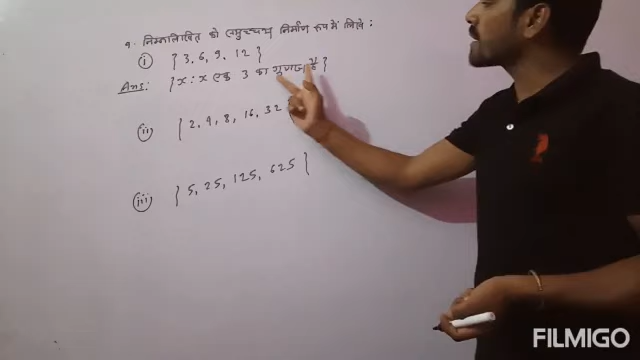 9. निम्नलिखित को समुच्चय निर्माण रूप में लिखें :
(i) { 3, 6, 9, 12 }
Ans: { x : x एक 3 का गुणज है }
(ii) { 2, 4, 8, 16, 32
(iii) { 5, 25, 125, 625 }
FILMIGO